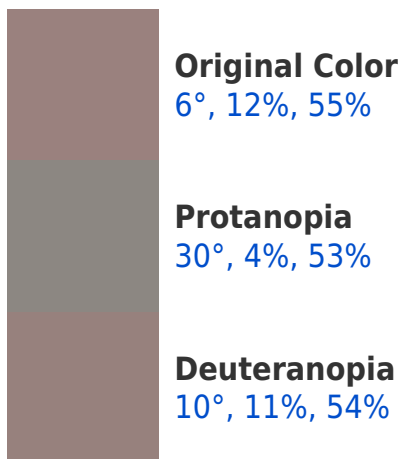 Original Color
6°, 12%, 55%
Protanopia
30°, 4%, 53%
Deuteranopia
10°, 11%, 54%